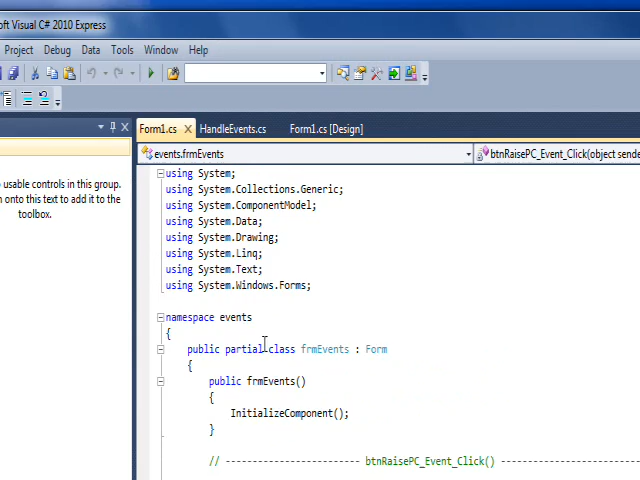 oft Visual C# 2010 Express
Project Debug Data Tools Window Help
Form1.cs HandleEvents.cs Form1.cs [Design]
events.frmEvents btnRaisePC_Event_Click(object sende
usable controls in this group.
onto this text to add it to the
toolbox.
using System;
using System.Collections.Generic;
using System.ComponentModel;
using System.Data;
using System.Drawing;
using System.Linq;
using System.Text;
using System.Windows.Forms;
namespace events
{
public partial class frmEvents : Form
{
public frmEvents()
{
InitializeComponent();
}
// ------------------------- btnRaisePC_Event_Click() --------------------------